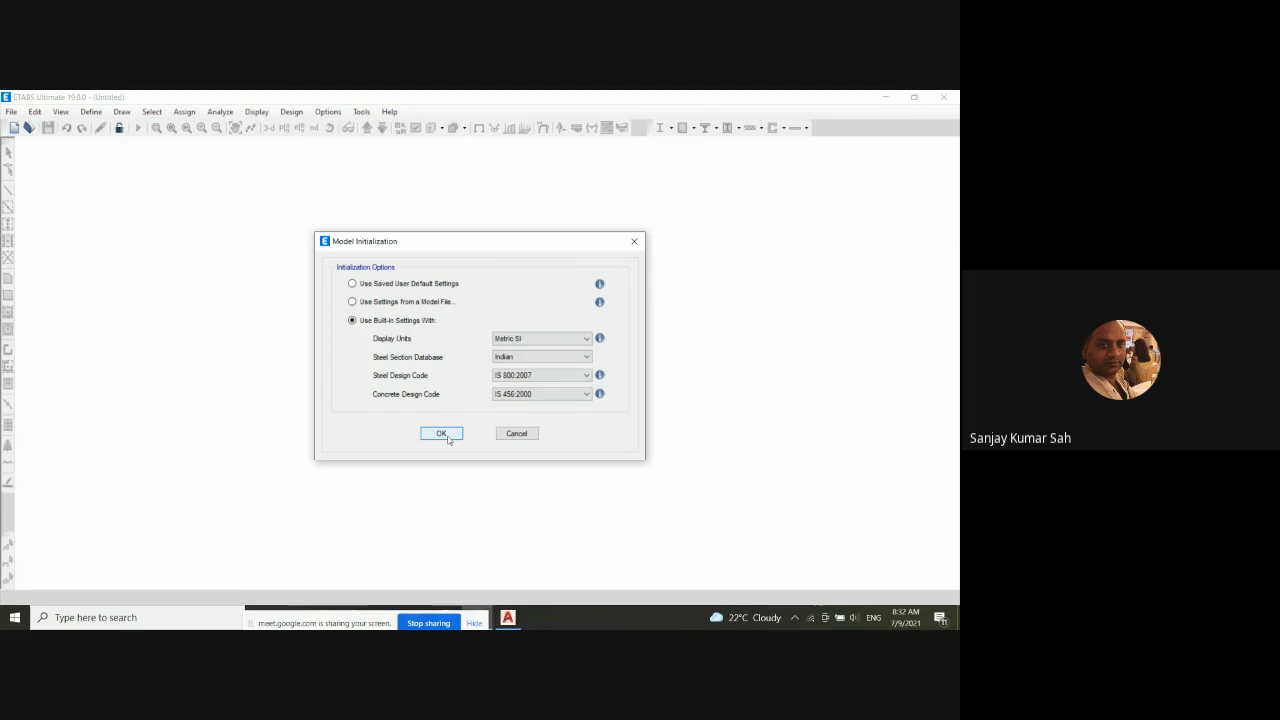 ETABS Ultimate 19.0.0 - (Untitled)
File Edit View Define Draw Select Assign Analyze Display Design Options Tools Help
3-d
Model Initialization
Initialization Options
Use Saved User Default Settings
Use Settings from a Model File...
Use Built-in Settings With:
Display Units Metric SI
Steel Section Database Indian
Steel Design Code IS 800:2007
Concrete Design Code IS 456:2000
OK Cancel
Sanjay Kumar Sah
Type here to search
meet.google.com is sharing your screen. Stop sharing Hide
A
22°C Cloudy
ENG
8:32 AM
7/9/2021